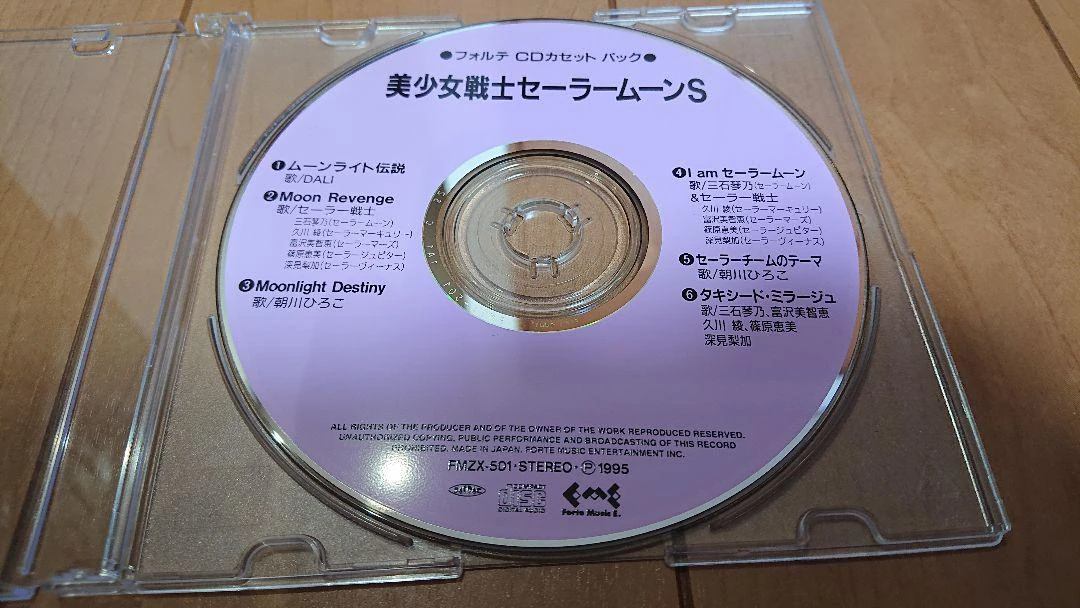 ●フォルテ CDカセット パック●
美少女戦士セーラームーンS
❶ムーンライト伝説
歌/DALI
❷Moon Revenge
歌/セーラー戦士
三石琴乃(セーラームーン)
久川 綾(セーラーマーキュリー)
富沢美智恵(セーラーマーズ)
篠原恵美(セーラージュピター)
深見梨加(セーラーヴィーナス)
❸Moonlight Destiny
歌/朝川ひろこ
❹I am セーラームーン
歌/三石琴乃(セーラームーン)
&セーラー戦士
久川 綾(セーラーマーキュリー)
富沢美智恵(セーラーマーズ)
篠原恵美(セーラージュピター)
深見梨加(セーラーヴィーナス)
❺セーラーチームのテーマ
歌/朝川ひろこ
❻タキシード・ミラージュ
歌/三石琴乃、富沢美智恵
久川 綾、篠原恵美
深見梨加
ALL RIGHTS OF THE PRODUCER AND OF THE OWNER OF THE WORK REPRODUCED RESERVED.
UNAUTHORIZED COPYING, PUBLIC PERFORMANCE AND BROADCASTING OF THIS RECORD
PROHIBITED. MADE IN JAPAN. FORTE MUSIC ENTERTAINMENT INC.
FMZX-501・STEREO・Ⓟ1995
COMPACT
disc
DIGITAL AUDIO
Forte Music E.